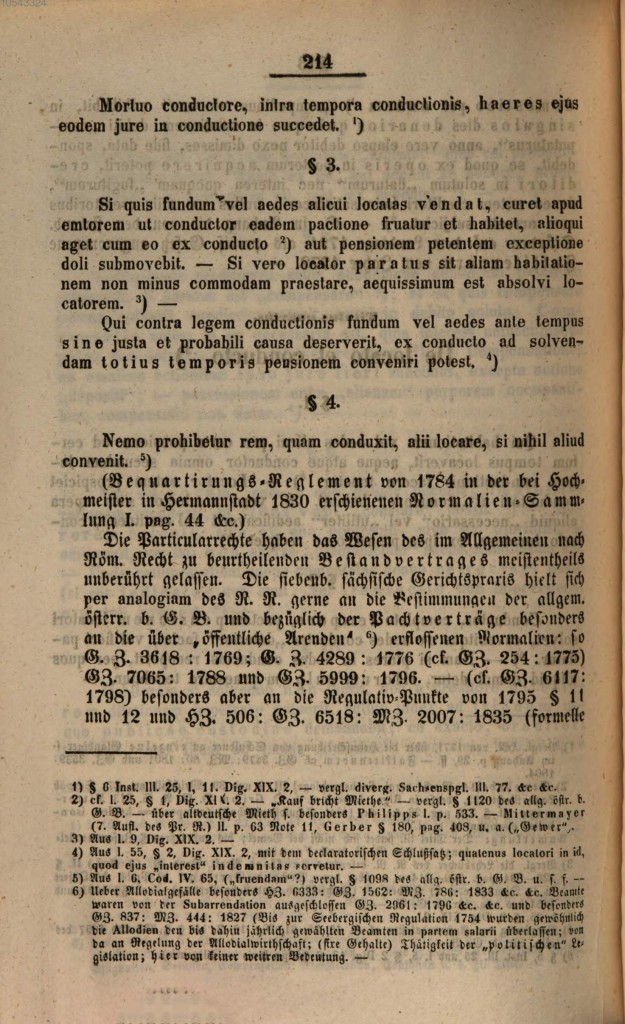 10543324
214
Mortuo conductore, intra tempora conductionis, haeres ejus
eodem jure in conductione succedet. ¹)
§ 3.
Si quis fundum vel aedes alicui locatas vendat, curet apud
emtorem ut conductor eadem pactione fruatur et habitet, alioqui
aget cum eo ex conducto ²) aut pensionem petentem exceptione
doli submovebit. — Si vero locator paratus sit aliam habitatio-
nem non minus commodam praestare, aequissimum est absolvi lo-
catorem. ³) —
Qui contra legem conductionis fundum vel aedes ante tempus
sine justa et probabili causa deserverit, ex conducto ad solven-
dam totius temporis pensionem conveniri potest. ⁴)
§ 4.
Nemo prohibetur rem, quam conduxit, alii locare, si nihil aliud
convenit. ⁵)
(Bequartirungs-Reglement von 1784 in der bei Hoch-
meister in Hermannstadt 1830 erschienenen Normalien-Samm-
lung I. pag. 44 &c.)
Die Particularrechte haben das Wesen des im Allgemeinen nach
Röm. Recht zu beurtheilenden Bestandvertrages meistentheils
unberührt gelassen. Die siebenb. sächsische Gerichtspraxis hielt sich
per analogiam des R. R. gerne an die Bestimmungen der allgem.
österr. b. G. B. und bezüglich der Pachtverträge besonders
an die über „öffentliche Arenden“ ⁶) erflossenen Normalien: so
G. Z. 3618 : 1769; G. Z. 4289 : 1776 (cf. GZ. 254: 1775)
GZ. 7065: 1788 und GZ. 5999: 1796. — (cf. GZ. 6117:
1798) besonders aber an die Regulativ-Punkte von 1795 § 11
und 12 und HZ. 506: GZ. 6518: MZ. 2007: 1835 (formelle
1) § 6 Inst. III. 25, l, 11. Dig. XIX. 2, — vergl. diverg. Sachsenspgl. III. 77. &c &c.
2) cf. l. 25, § 1, Dig. XIX. 2. — „Kauf bricht Miethe“ — vergl. § 1120 des allg. östr. b.
G. B. — über altdeutsche Mieth s. besonders Philipps l. p. 533. — Mittermayer
(7. Aufl. des Pr. R.) II. p. 63 Note 11, Gerber § 180, pag. 408, u. a. („Gewer“).
3) Aus l. 9, Dig. XIX. 2. —
4) Aus l. 55, § 2, Dig. XIX. 2, mit dem declaratorischen Schlußsatz; quatenus locatori in id,
quod ejus „interest“ indemnitas servetur. —
5) Aus l. 6, Cod. IV. 65, („fruendam“?) vergl. § 1098 des allg. östr. b. G. B. u. s. f. —
6) Ueber Allodialgefälle besonders HZ. 6333: GZ. 1562: MZ. 786: 1833 &c. &c. Beamte
waren von der Subarrendation ausgeschlossen GZ. 2961: 1796 &c. &c. und besonders
GZ. 837: MZ. 444: 1827 (Bis zur Seebergischen Regulation 1754 wurden gewöhnlich
die Allodien den bis dahin jährlich gewählten Beamten in partem salarii überlassen; von
da an Regelung der Allodialwirthschaft; (fixe Gehalte) Thätigkeit der „politischen“ Le-
gislation; hier von keiner weitren Bedeutung. —